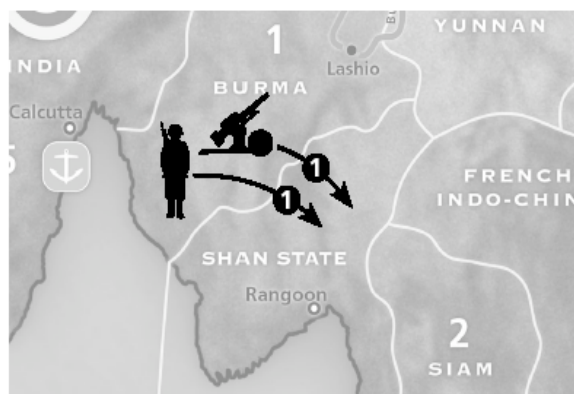 YUNNAN
1
INDIA
Lashio
BURMA
Calcutta
1
FRENCH
INDO-CHIN
1
SHAN STATE
Rangoon
2
SIAM